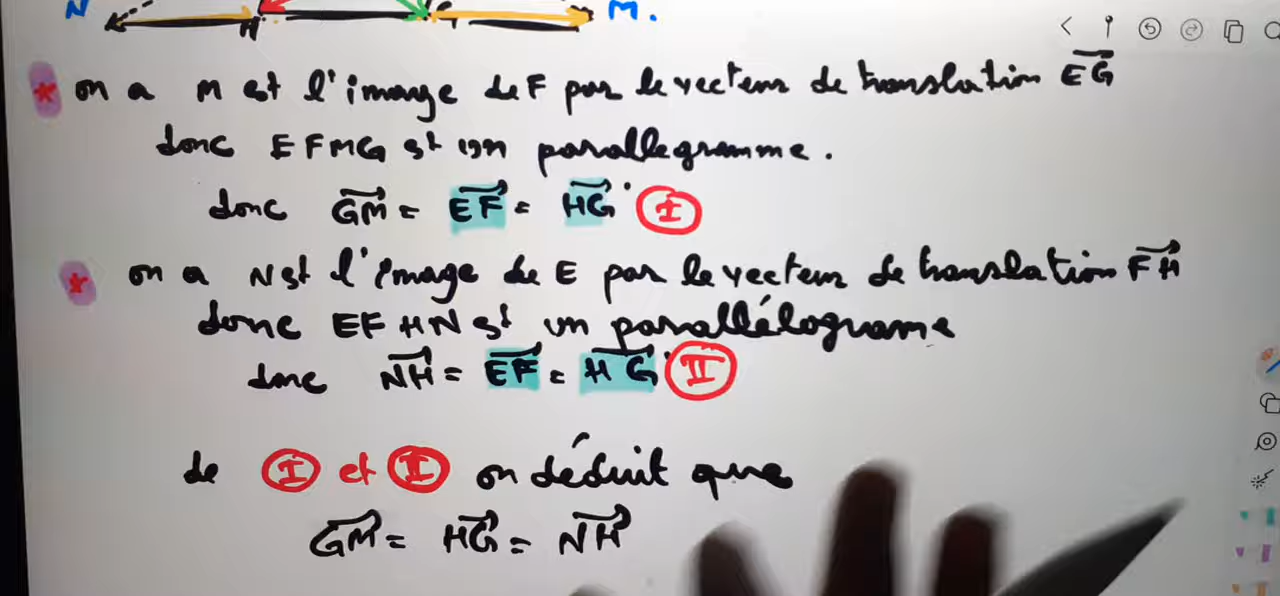 N M.
* on a M est l'image de F par le vecteur de translation EG
donc EFMG st un parallegramme.
donc GM = EF = HG I
* on a N st l'image de E par le vecteur de translation FH
donc EFHN st un parallélograme
donc NH = EF = HG II
de I et I on déduit que
GM = HG = NH